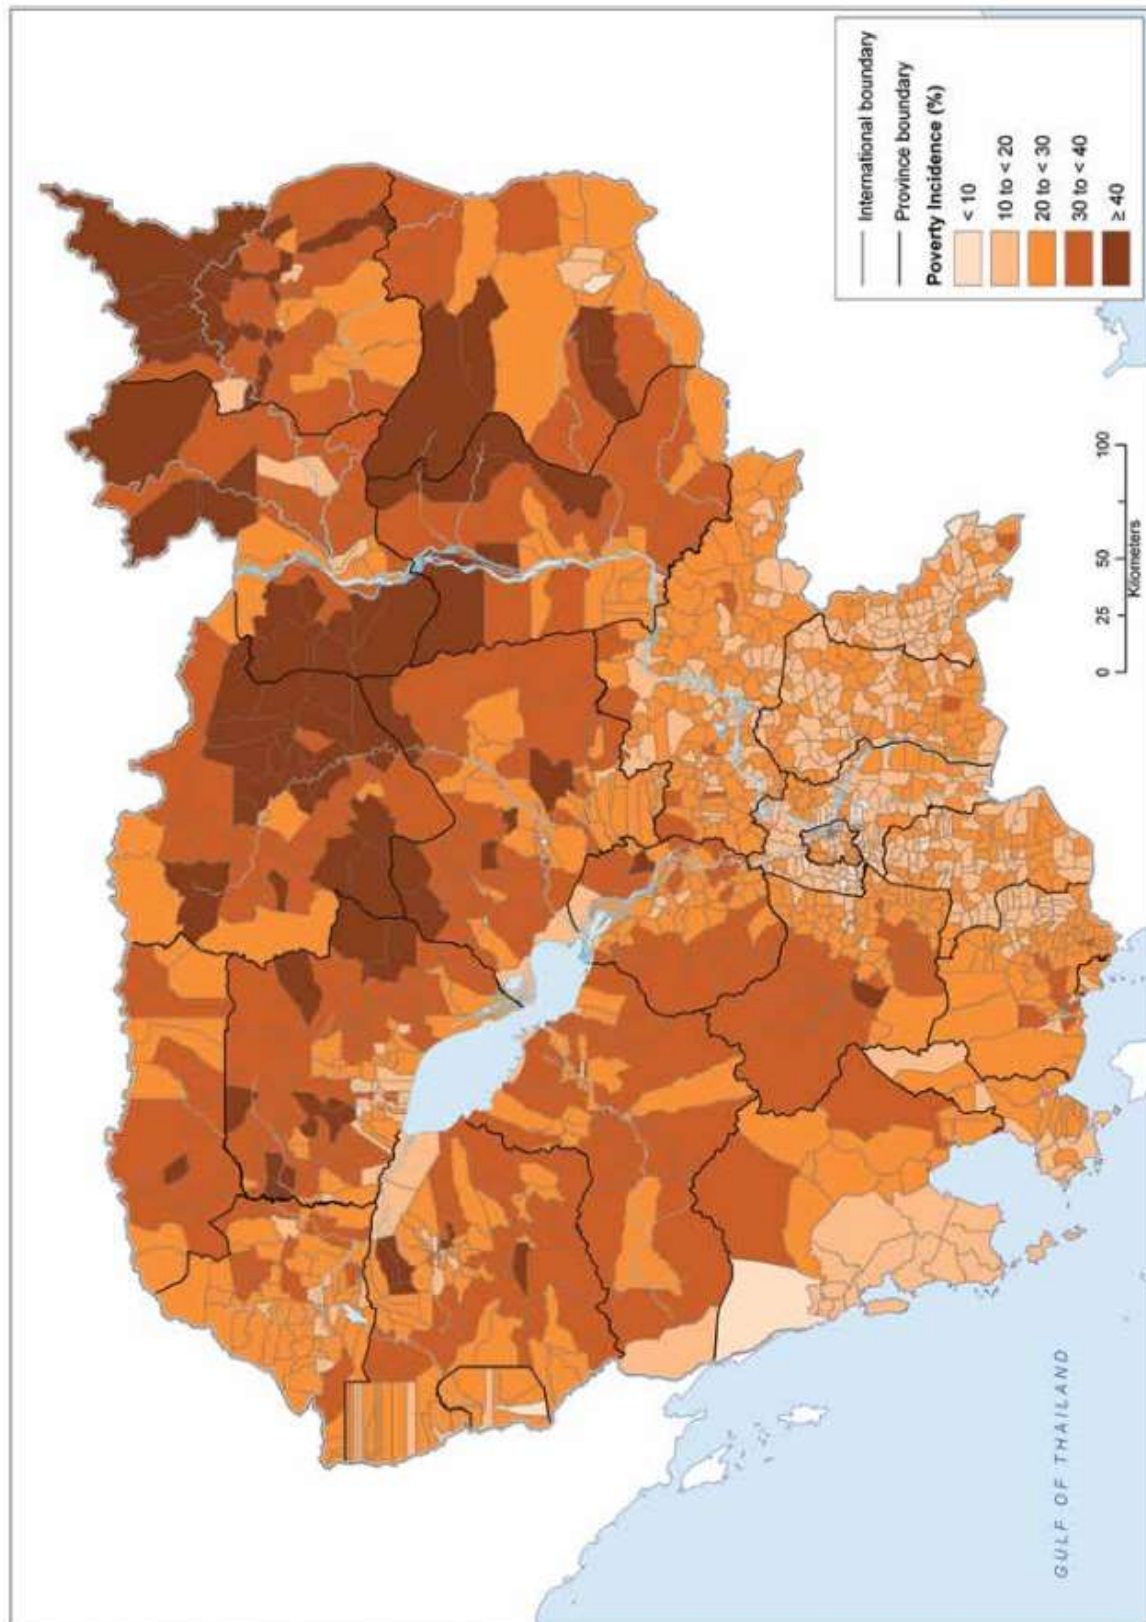 International boundary
Province boundary
Poverty Incidence (%)
< 10
10 to < 20
20 to < 30
30 to < 40
≥ 40
0 25 50 100
Kilometers
GULF OF THAILAND